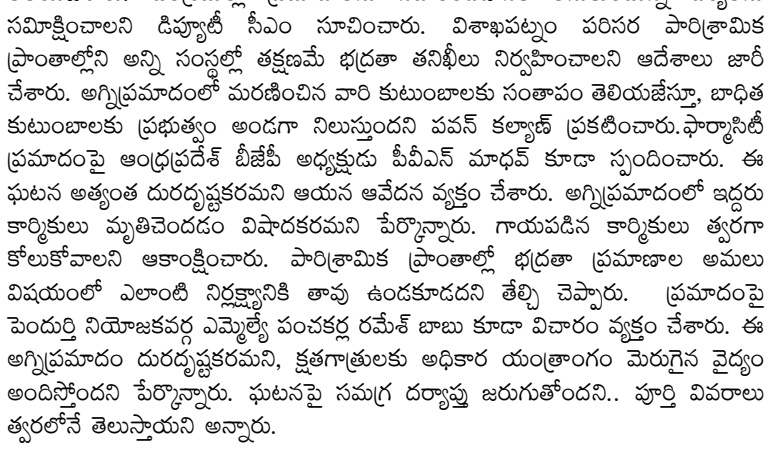 సమీక్షించాలని డిప్యూటీ సీఎం సూచించారు. విశాఖపట్నం పరిసర పారిశ్రామిక
ప్రాంతాల్లోని అన్ని సంస్థల్లో తక్షణమే భద్రతా తనిఖీలు నిర్వహించాలని ఆదేశాలు జారీ
చేశారు. అగ్నిప్రమాదంలో మరణించిన వారి కుటుంబాలకు సంతాపం తెలియజేస్తూ, బాధిత
కుటుంబాలకు ప్రభుత్వం అండగా నిలుస్తుందని పవన్ కల్యాణ్ ప్రకటించారు.ఫార్మాసిటీ
ప్రమాదంపై ఆంధ్రప్రదేశ్ బీజేపీ అధ్యక్షుడు పీవీఎన్ మాధవ్ కూడా స్పందించారు. ఈ
ఘటన అత్యంత దురదృష్టకరమని ఆయన ఆవేదన వ్యక్తం చేశారు. అగ్నిప్రమాదంలో ఇద్దరు
కార్మికులు మృతిచెందడం విషాదకరమని పేర్కొన్నారు. గాయపడిన కార్మికులు త్వరగా
కోలుకోవాలని ఆకాంక్షించారు. పారిశ్రామిక ప్రాంతాల్లో భద్రతా ప్రమాణాల అమలు
విషయంలో ఎలాంటి నిర్లక్ష్యానికి తావు ఉండకూడదని తేల్చి చెప్పారు. ప్రమాదంపై
పెందుర్తి నియోజకవర్గ ఎమ్మెల్యే పంచకర్ల రమేశ్ బాబు కూడా విచారం వ్యక్తం చేశారు. ఈ
అగ్నిప్రమాదం దురదృష్టకరమని, క్షతగాత్రులకు అధికార యంత్రాంగం మెరుగైన వైద్యం
అందిస్తోందని పేర్కొన్నారు. ఘటనపై సమగ్ర దర్యాప్తు జరుగుతోందని.. పూర్తి వివరాలు
త్వరలోనే తెలుస్తాయని అన్నారు.